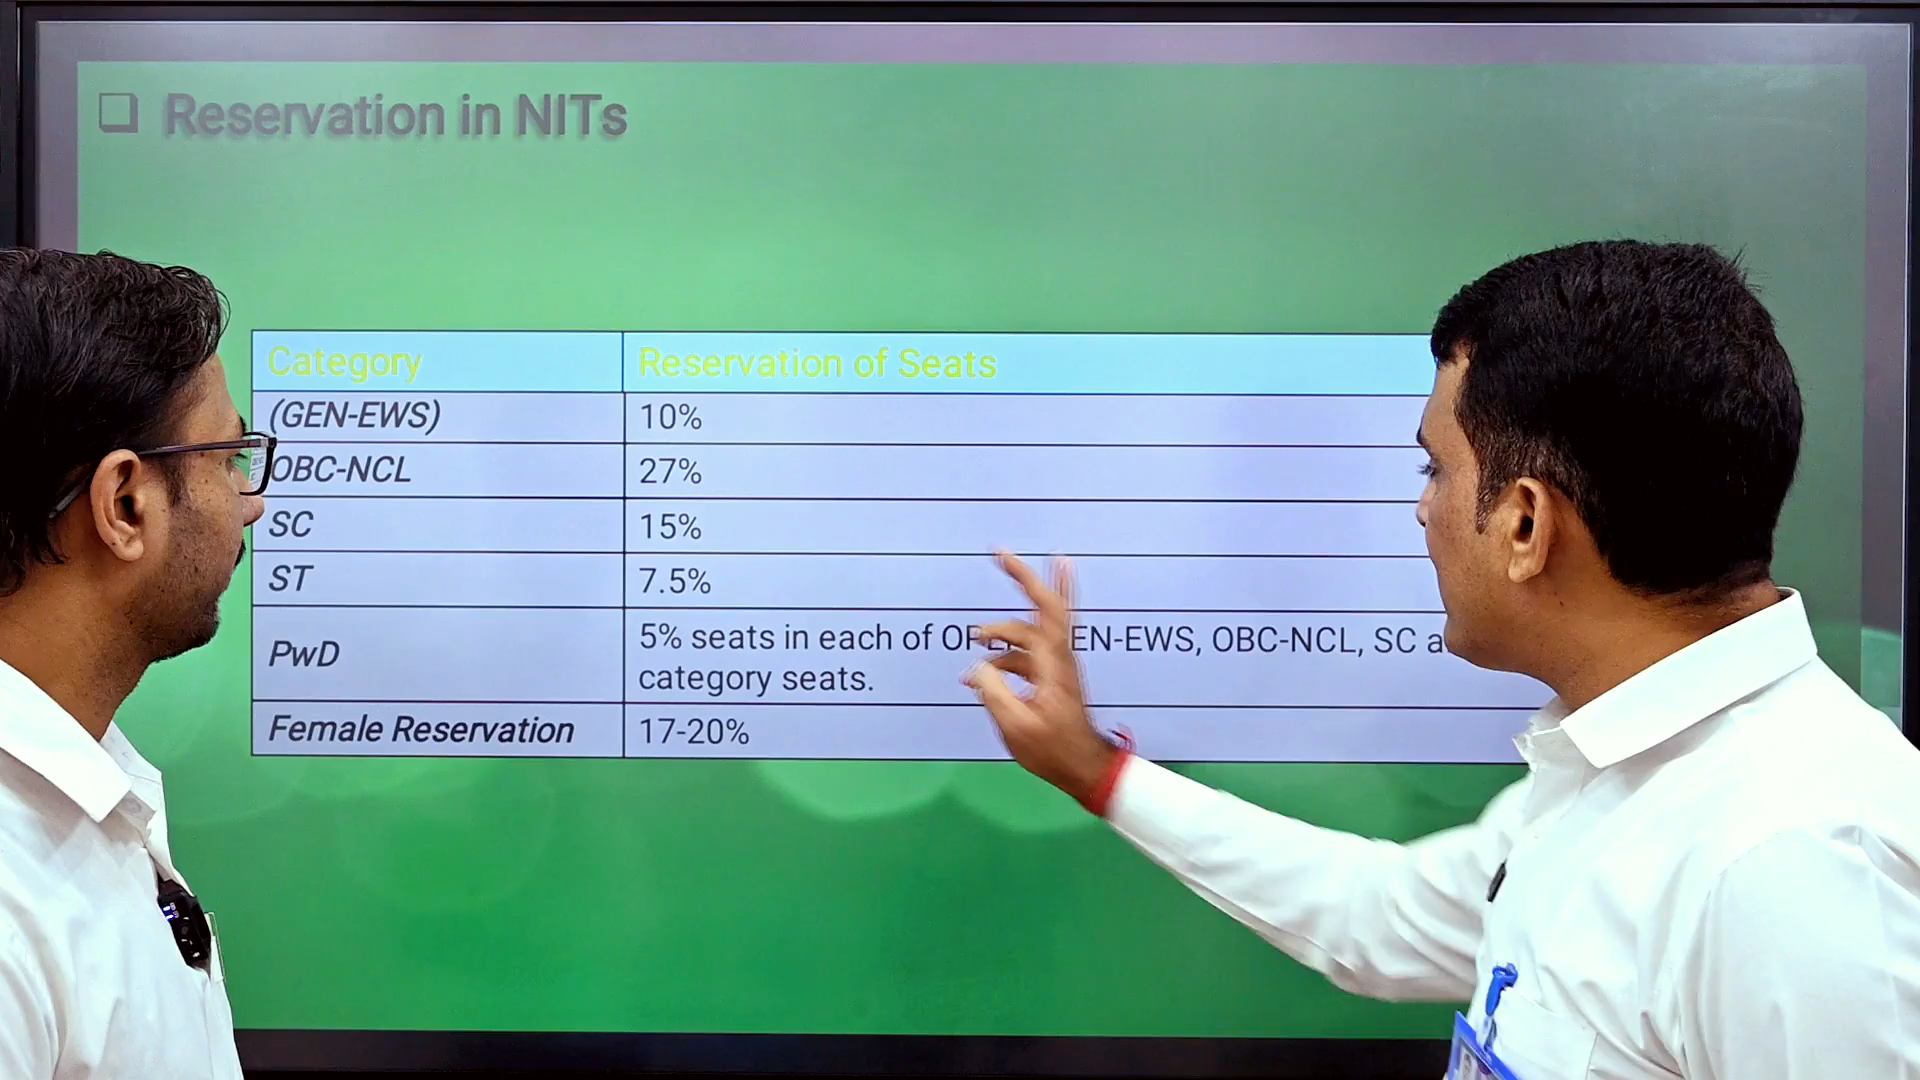 Reservation in NITs
Category Reservation of Seats
(GEN-EWS) 10%
OBC-NCL 27%
SC 15%
ST 7.5%
PwD 5% seats in each of EN-EWS, OBC-NCL, SC
category seats.
Female Reservation 17-20%